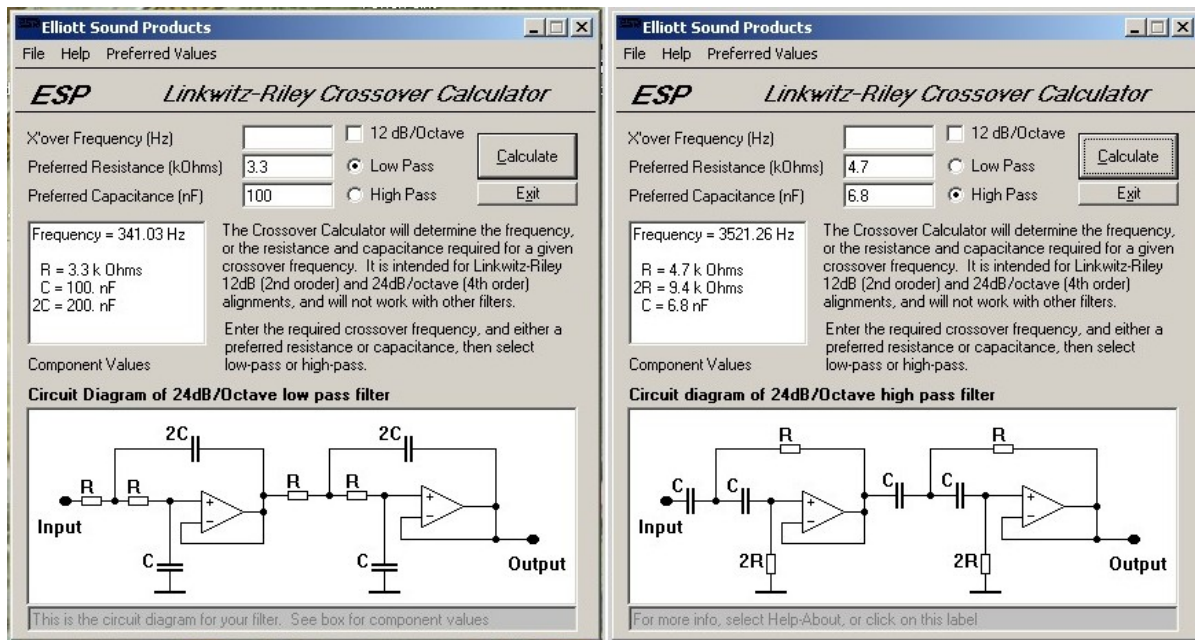 Elliott Sound Products
File Help Preferred Values
ESP Linkwitz-Riley Crossover Calculator
X'over Frequency (Hz)
12 dB/Octave
Preferred Resistance (kOhms)
3.3
Low Pass
Calculate
Preferred Capacitance (nF)
100
High Pass
Exit
Frequency = 341.03 Hz
R = 3.3 k Ohms
C = 100. nF
2C = 200. nF
Component Values
The Crossover Calculator will determine the frequency,
or the resistance and capacitance required for a given
crossover frequency. It is intended for Linkwitz-Riley
12dB (2nd oroder) and 24dB/octave (4th order)
alignments, and will not work with other filters.
Enter the required crossover frequency, and either a
preferred resistance or capacitance, then select
low-pass or high-pass.
Circuit Diagram of 24dB/Octave low pass filter
2C
2C
R
R
R
R
+
-
+
-
Input
C
C
Output
This is the circuit diagram for your filter. See box for component values
Elliott Sound Products
File Help Preferred Values
ESP Linkwitz-Riley Crossover Calculator
X'over Frequency (Hz)
12 dB/Octave
Preferred Resistance (kOhms)
4.7
Low Pass
Calculate
Preferred Capacitance (nF)
6.8
High Pass
Exit
Frequency = 3521.26 Hz
R = 4.7 k Ohms
2R = 9.4 k Ohms
C = 6.8 nF
Component Values
The Crossover Calculator will determine the frequency,
or the resistance and capacitance required for a given
crossover frequency. It is intended for Linkwitz-Riley
12dB (2nd oroder) and 24dB/octave (4th order)
alignments, and will not work with other filters.
Enter the required crossover frequency, and either a
preferred resistance or capacitance, then select
low-pass or high-pass.
Circuit diagram of 24dB/Octave high pass filter
R
R
C
C
C
C
+
-
+
-
Input
2R
2R
Output
For more info, select Help-About, or click on this label